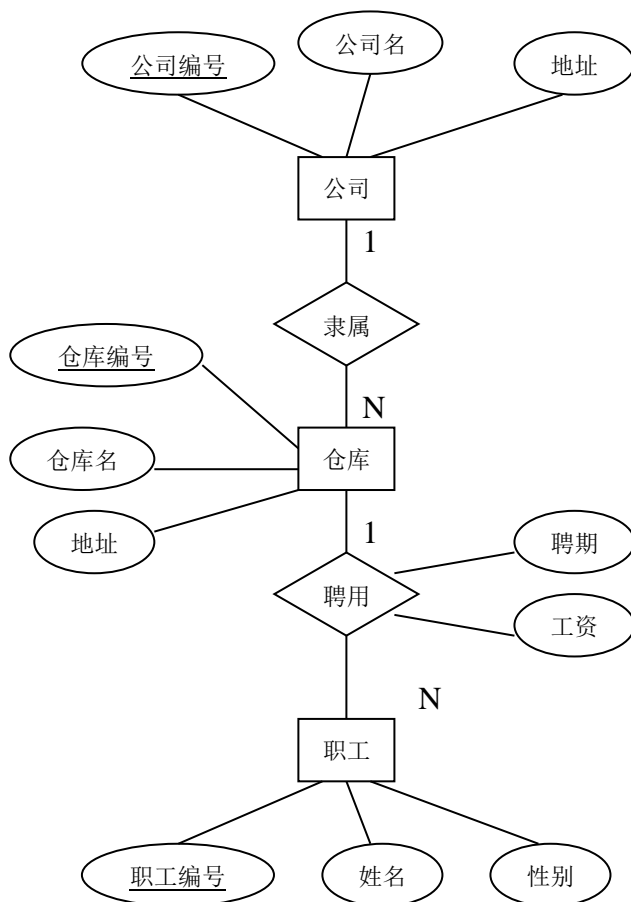 公司编号
公司名
地址
公司
1
隶属
仓库编号
N
仓库名
仓库
地址
1
聘期
聘用
工资
N
职工
职工编号
姓名
性别